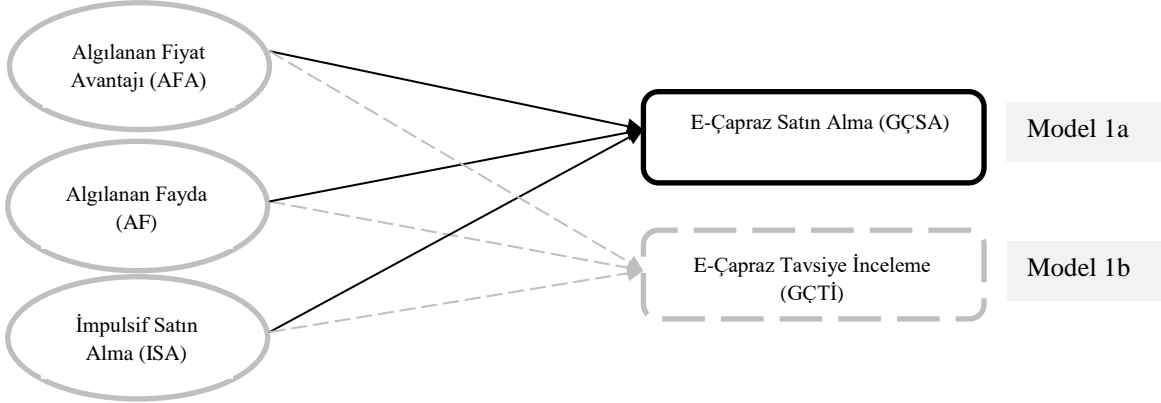 Algılanan Fiyat
Avantajı (AFA)
E-Çapraz Satın Alma (GÇSA)
Model 1a
Algılanan Fayda
(AF)
E-Çapraz Tavsiye İnceleme
(GÇTİ)
Model 1b
İmpulsif Satın
Alma (ISA)